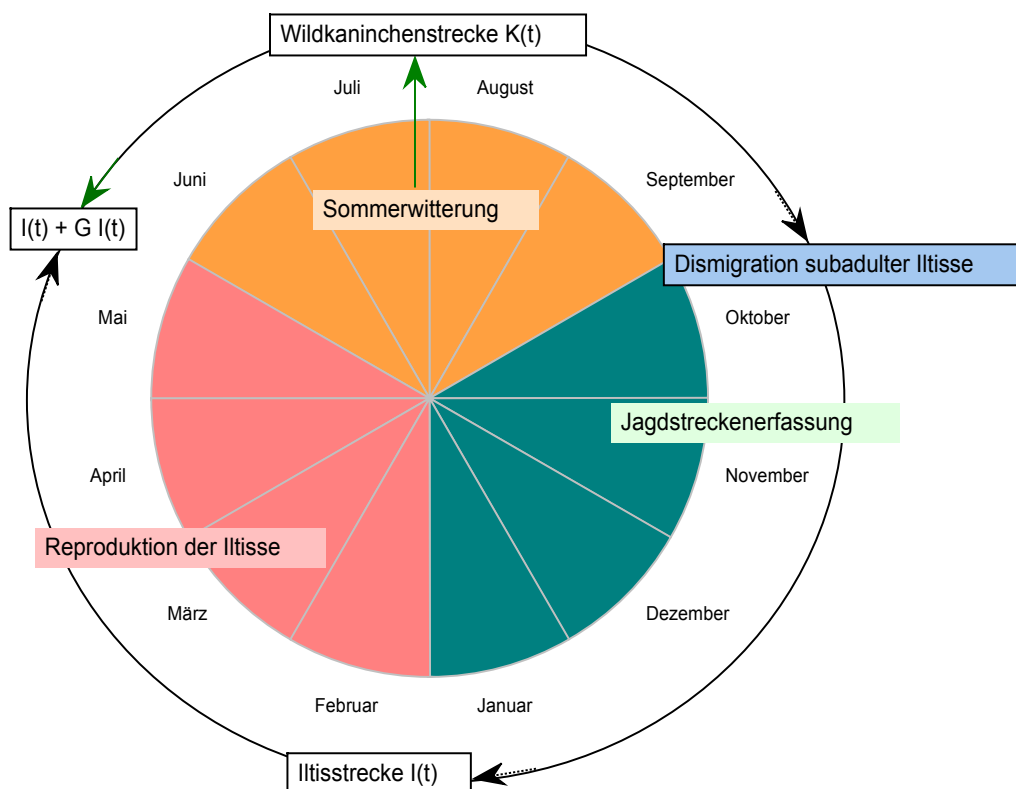 Wildkaninchenstrecke K(t)
Juli
August
Juni
September
Sommerwitterung
I(t) + G I(t)
Dismigration subadulter Iltisse
Mai
Oktober
Jagdstreckenerfassung
April
November
Reproduktion der Iltisse
März
Dezember
Februar
Januar
Iltisstrecke I(t)